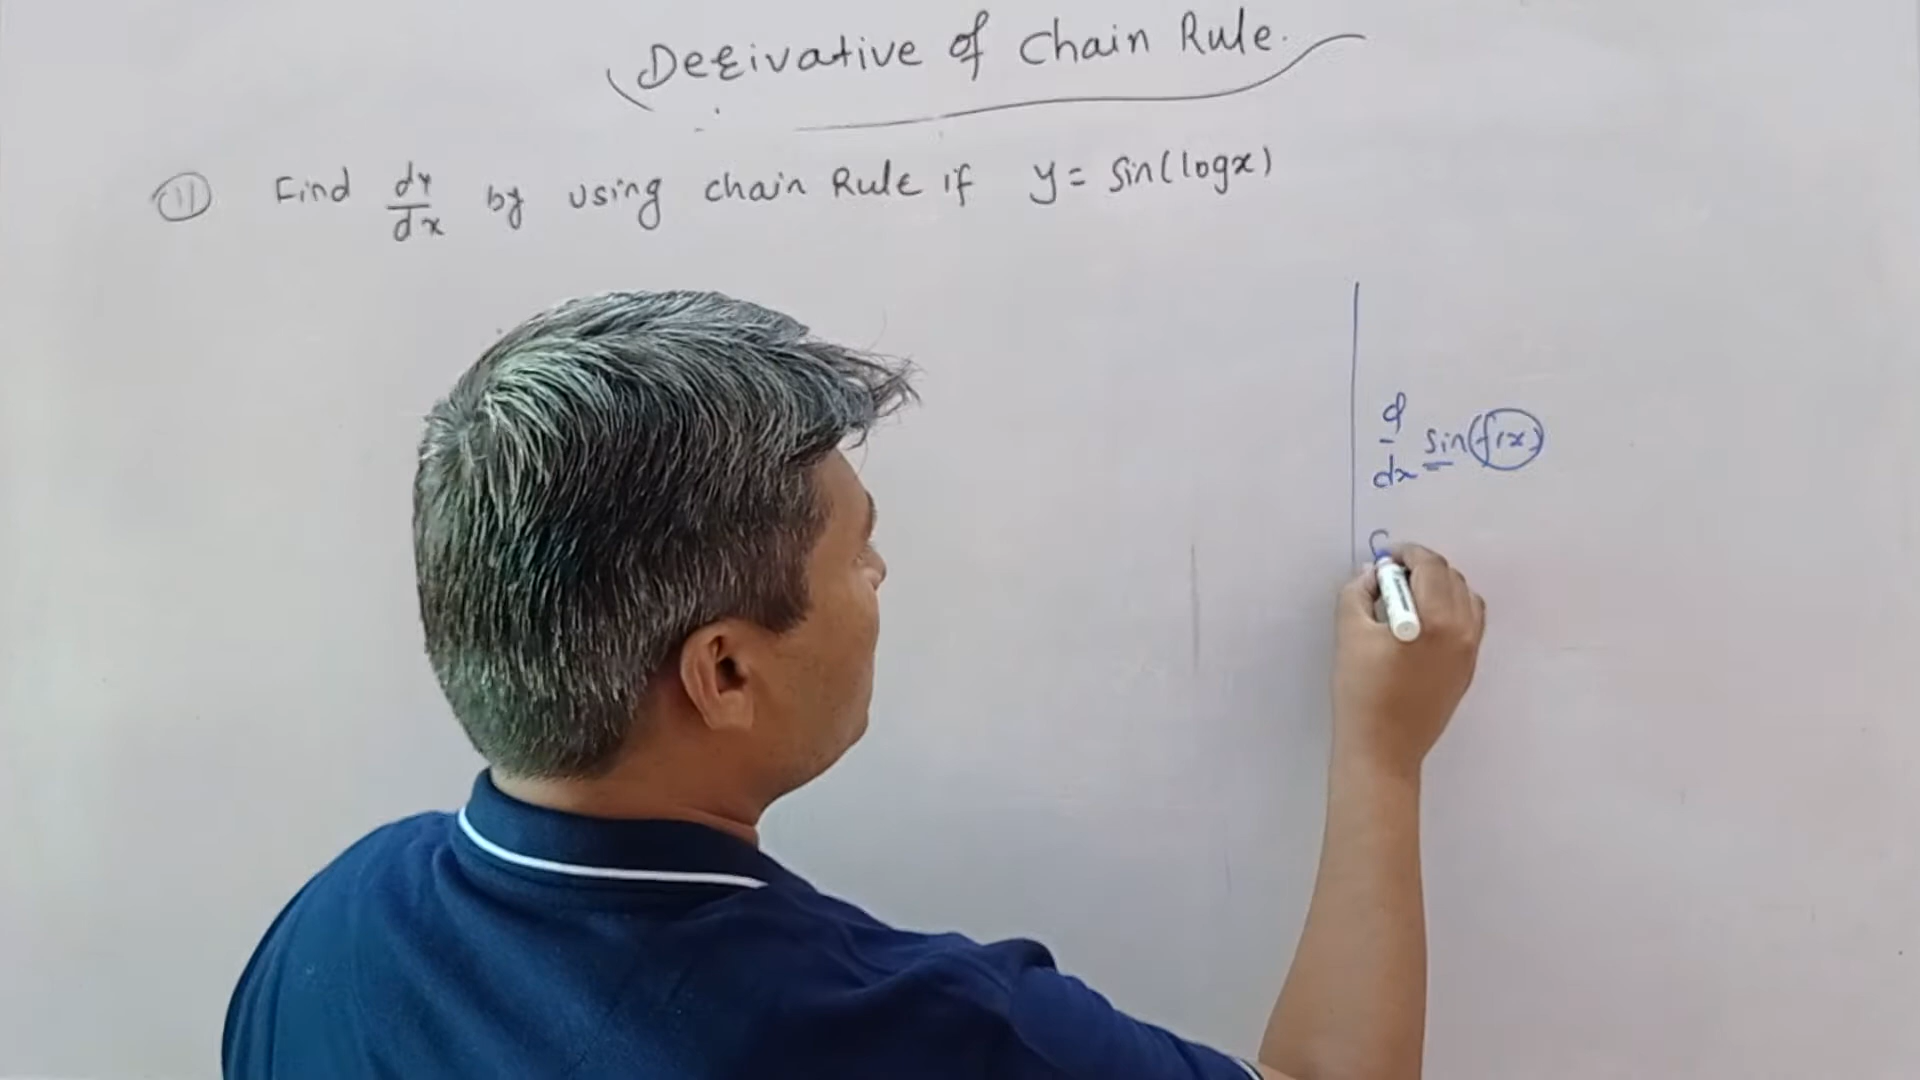 Derivative of Chain Rule.
(11) Find dy/dx by using chain Rule if y = sin(logx)
d/dx sin(f(x))